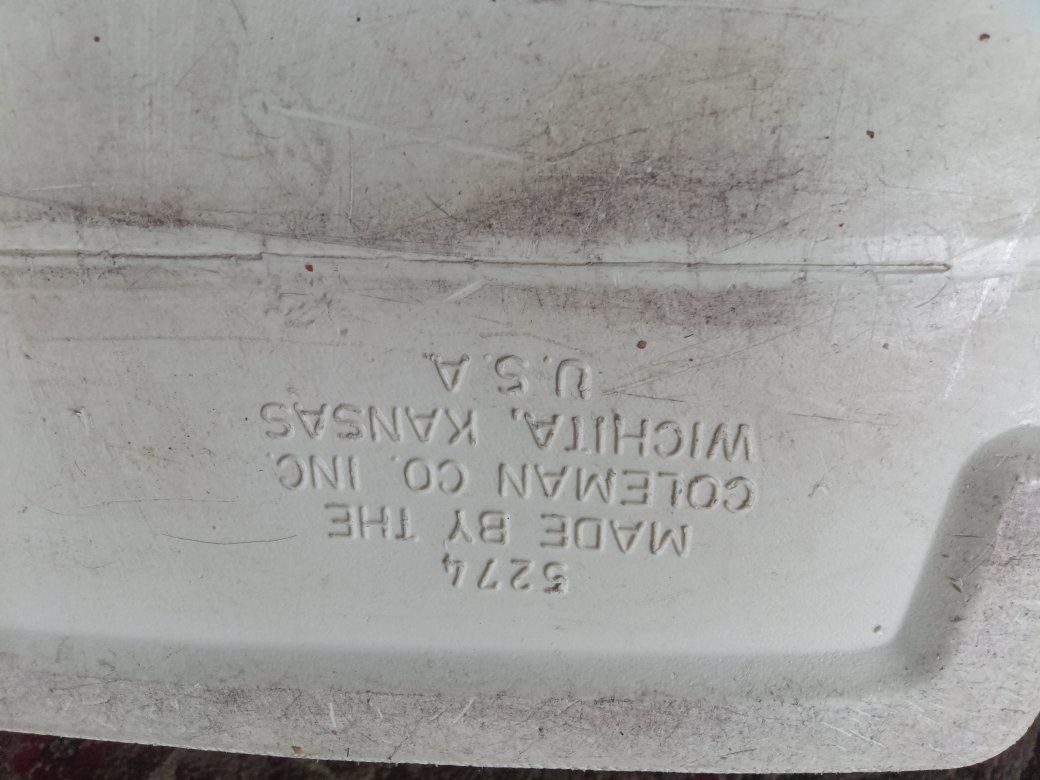 5274
MADE BY THE
COLEMAN CO. INC.
WICHITA, KANSAS
U.S.A.